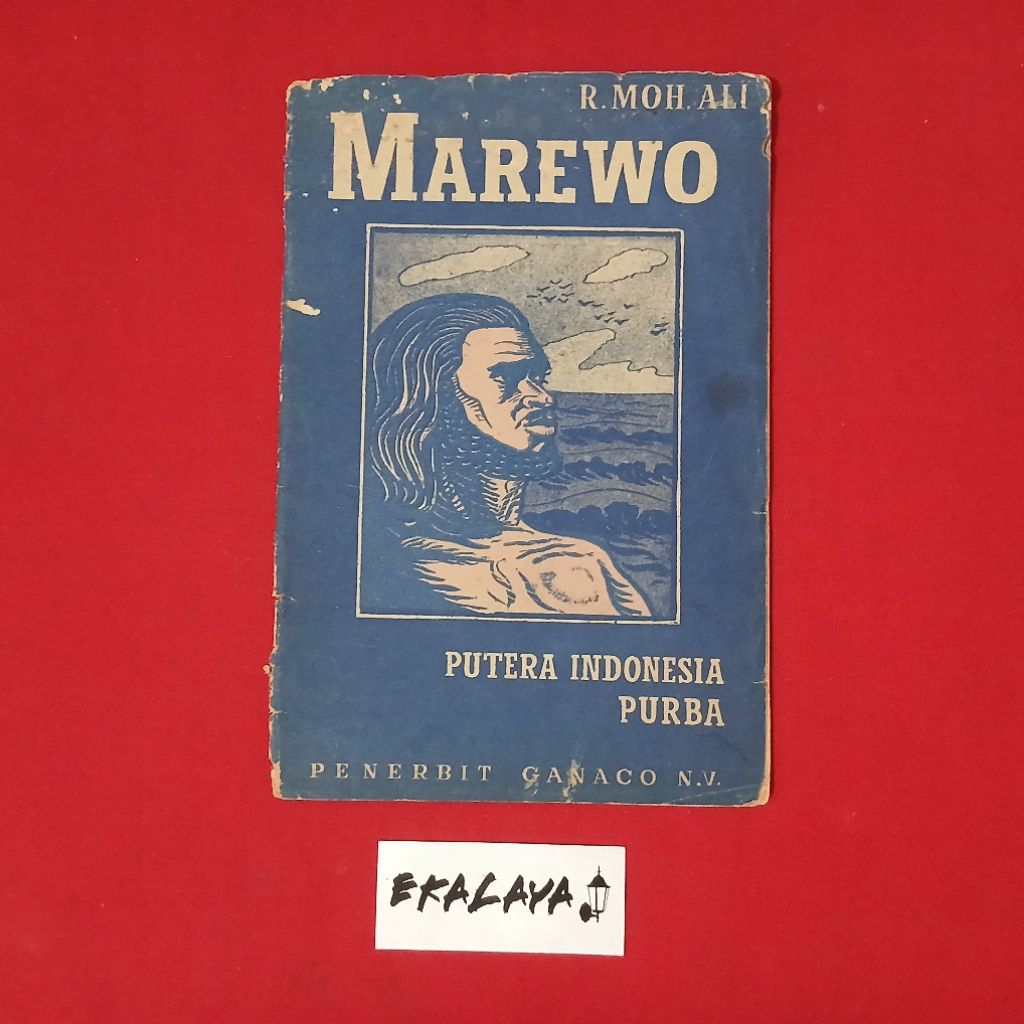 R. MOH. ALI
MAREWO
PUTERA INDONESIA
PURBA
PENERBIT GANACO N.V.
EKALAYA